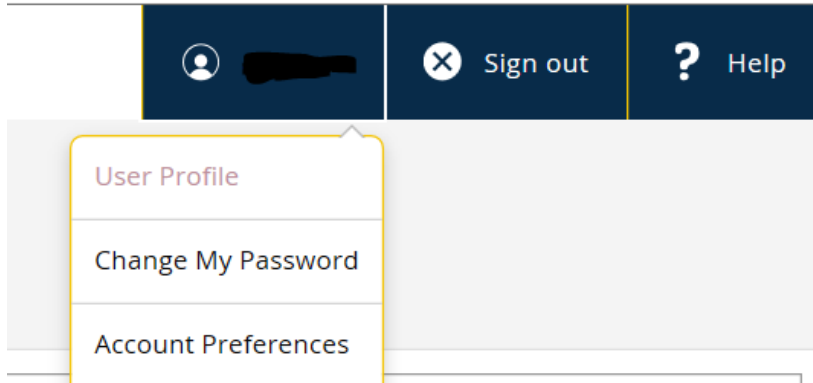 Sign out
? Help
User Profile
Change My Password
Account Preferences